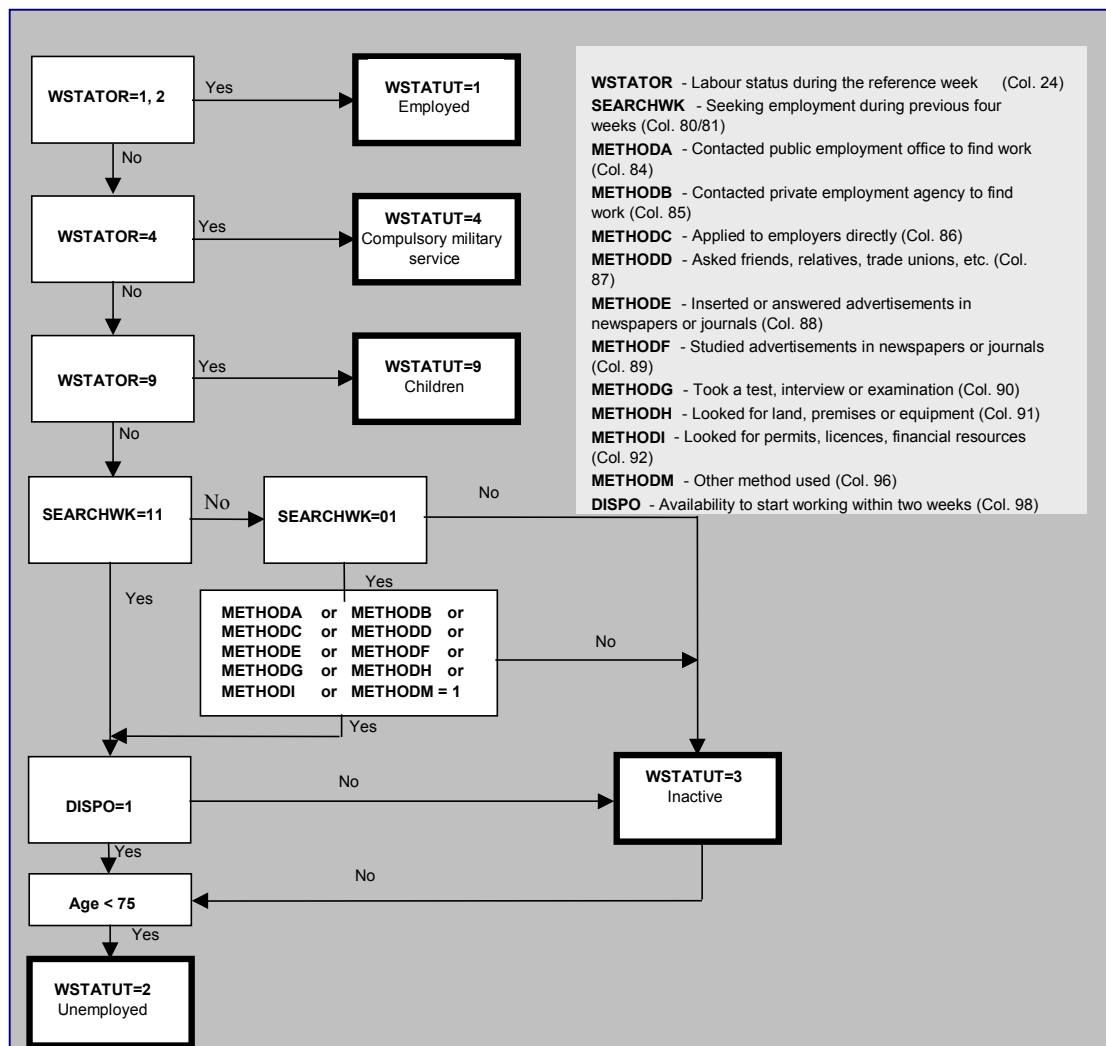 WSTATOR=1, 2
Yes
WSTATUT=1
Employed
No
WSTATOR=4
Yes
WSTATUT=4
Compulsory military
service
No
WSTATOR=9
Yes
WSTATUT=9
Children
No
SEARCHWK=11
No
SEARCHWK=01
No
Yes
Yes
METHODA or METHODB or
METHODC or METHODD or
METHODE or METHODF or
METHODG or METHODH or
METHODI or METHODM = 1
No
Yes
DISPO=1
No
WSTATUT=3
Inactive
Yes
No
Age < 75
Yes
WSTATUT=2
Unemployed
WSTATOR - Labour status during the reference week (Col. 24)
SEARCHWK - Seeking employment during previous four
weeks (Col. 80/81)
METHODA - Contacted public employment office to find work
(Col. 84)
METHODB - Contacted private employment agency to find
work (Col. 85)
METHODC - Applied to employers directly (Col. 86)
METHODD - Asked friends, relatives, trade unions, etc. (Col.
87)
METHODE - Inserted or answered advertisements in
newspapers or journals (Col. 88)
METHODF - Studied advertisements in newspapers or journals
(Col. 89)
METHODG - Took a test, interview or examination (Col. 90)
METHODH - Looked for land, premises or equipment (Col. 91)
METHODI - Looked for permits, licences, financial resources
(Col. 92)
METHODM - Other method used (Col. 96)
DISPO - Availability to start working within two weeks (Col. 98)